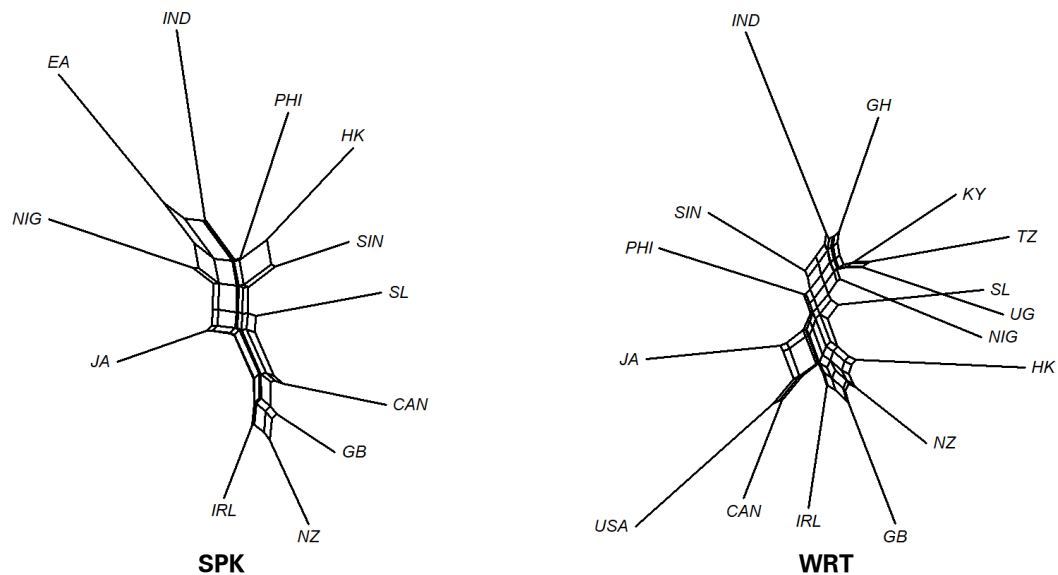 IND
EA
PHI
HK
NIG
SIN
SL
JA
CAN
GB
IRL
NZ
SPK
IND
GH
KY
SIN
TZ
PHI
SL
UG
NIG
JA
HK
NZ
CAN
IRL
USA
GB
WRT